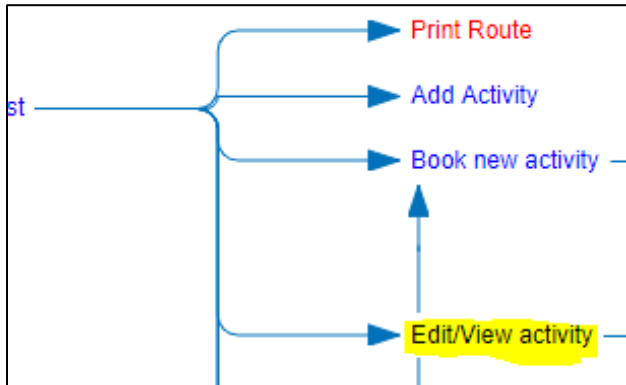 Print Route
Add Activity
st
Book new activity
Edit/View activity